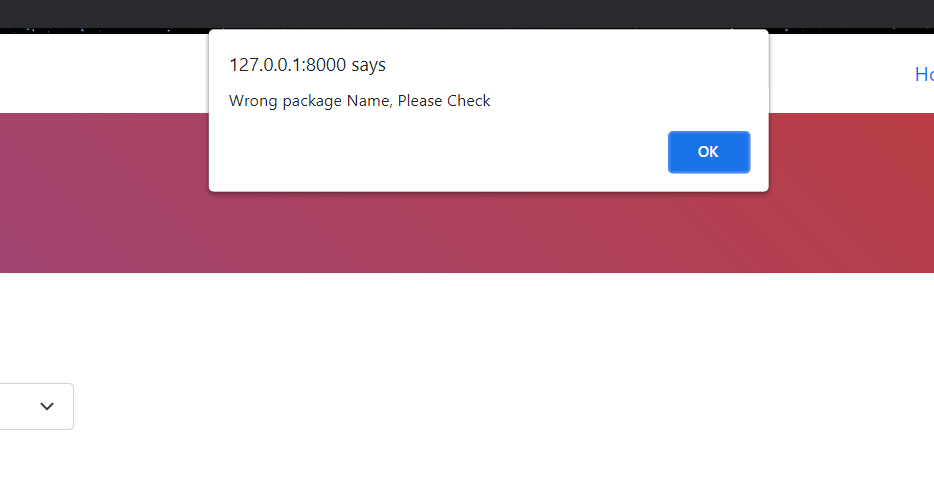 127.0.0.1:8000 says
Wrong package Name, Please Check
OK